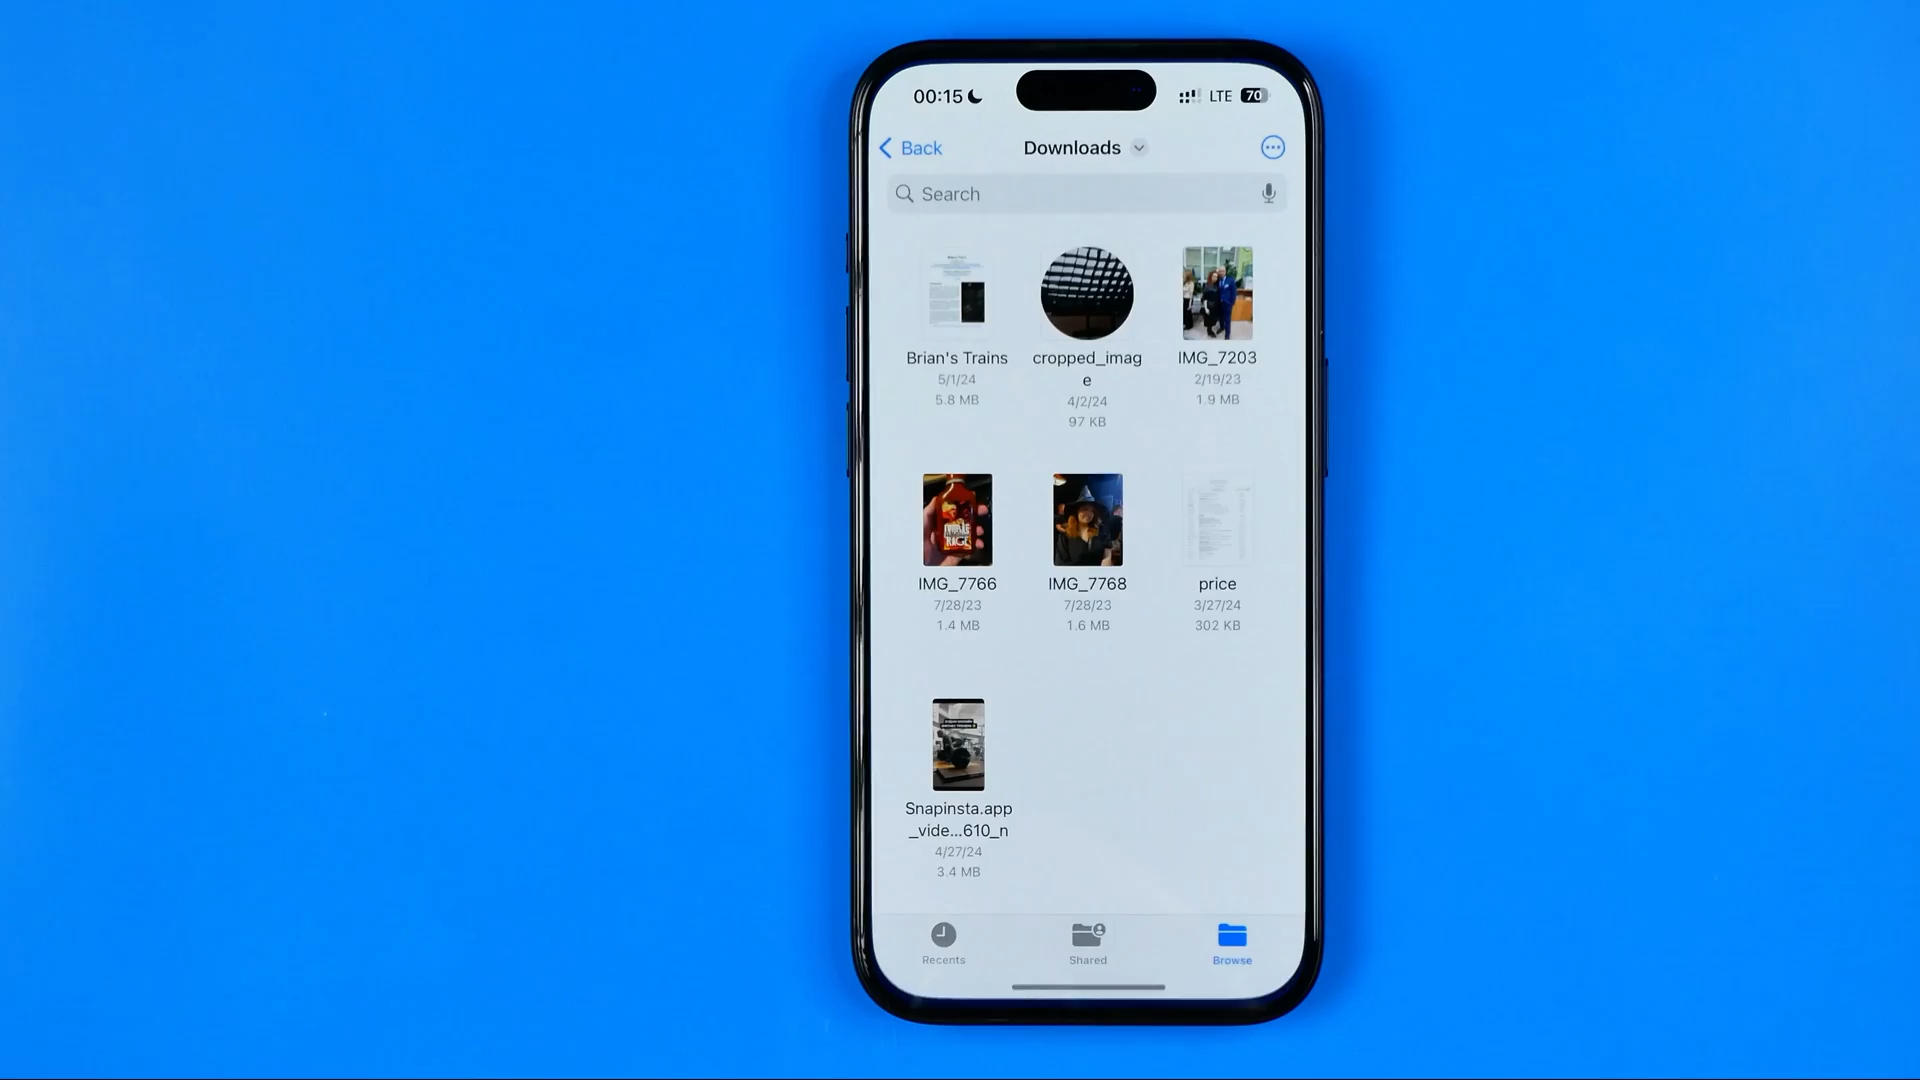 00:15
LTE
70
Back
Downloads
Search
Brian's Trains
5/1/24
5.8 MB
cropped_imag
e
4/2/24
97 KB
IMG_7203
2/19/23
1.9 MB
IMG_7766
7/28/23
1.4 MB
IMG_7768
7/28/23
1.6 MB
price
3/27/24
302 KB
Snapinsta.app
_vide...610_n
4/27/24
3.4 MB
Recents
Shared
Browse